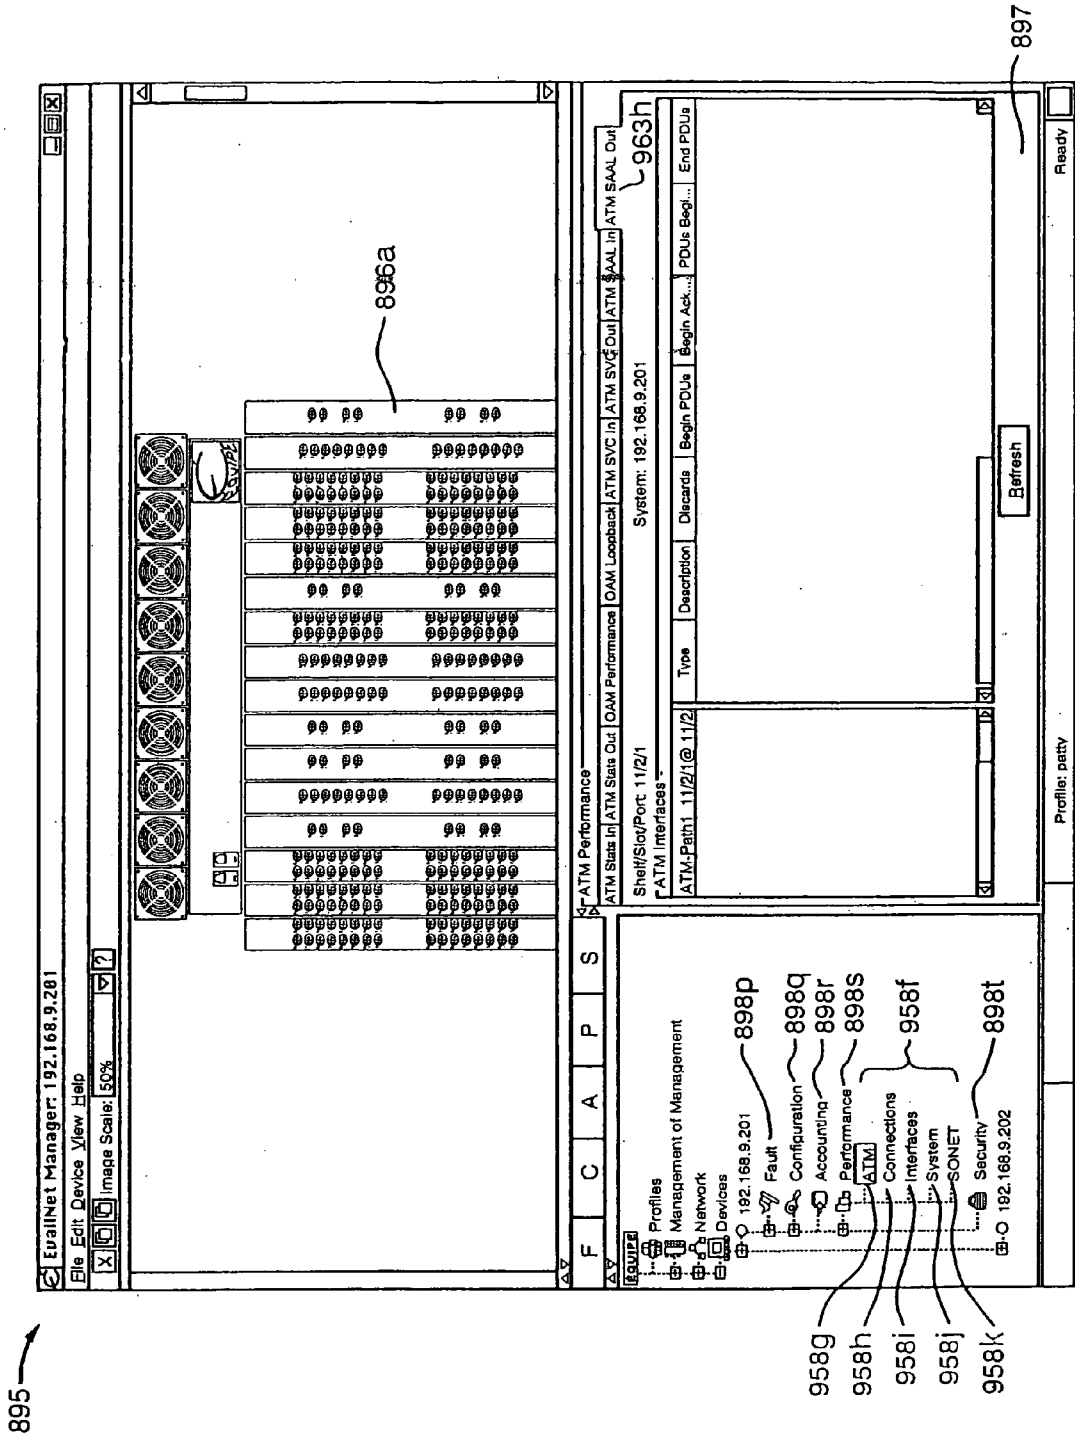 895
EvailNet Manager: 192.168.9.201
File Edit Device View Help
Image Scale: 50% ?
EQUIPE
896a
F C A P S
EQUIPE
Profiles
Management of Management
Network
Devices
192.168.9.201
Fault
Configuration
Accounting
Performance
ATM
Connections
Interfaces
System
SONET
Security
192.168.9.202
898p
898q
898r
898s
958f
898t
958g
958h
958i
958j
958k
ATM Performance
ATM Stats In ATM Stats Out OAM Performance OAM Loopback ATM SVC In ATM SVC Out ATM SAAL In ATM SAAL Out
963h
Shelf/Slot/Port: 11/2/1 System: 192.168.9.201
ATM Interfaces
ATM-Path1 11/2/1@ 11/2 Type Description Discards Begin PDUs Begin Ack... PDUs Begi... End PDUs
Refresh
897
Profile: patty Ready